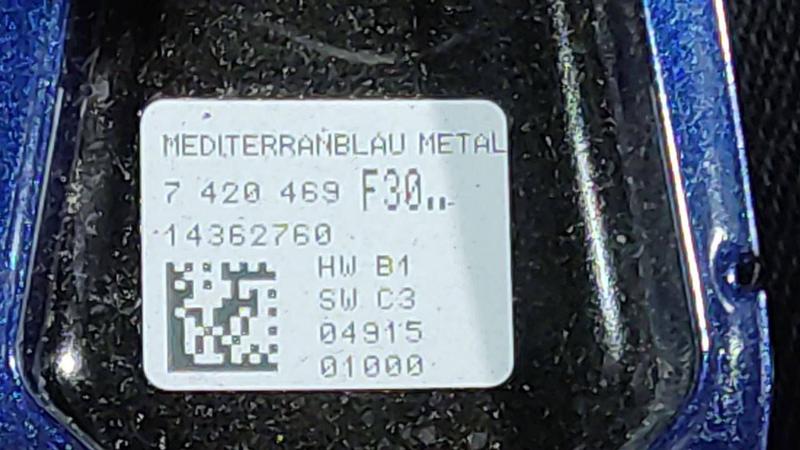 MEDITERRANBLAU METAL
7 420 469 F30..
14362760
HW B1
SW C3
04915
01000